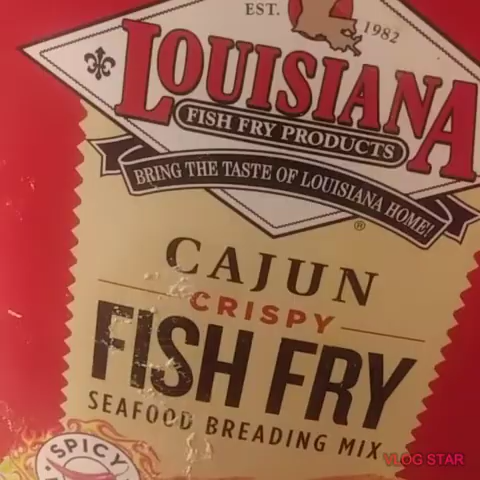 EST. 1982
LOUISIANA
FISH FRY PRODUCTS
BRING THE TASTE OF LOUISIANA HOME!
®
CAJUN
CRISPY
FISH FRY
SEAFOOD BREADING MIX
SPICY
VLOG STAR